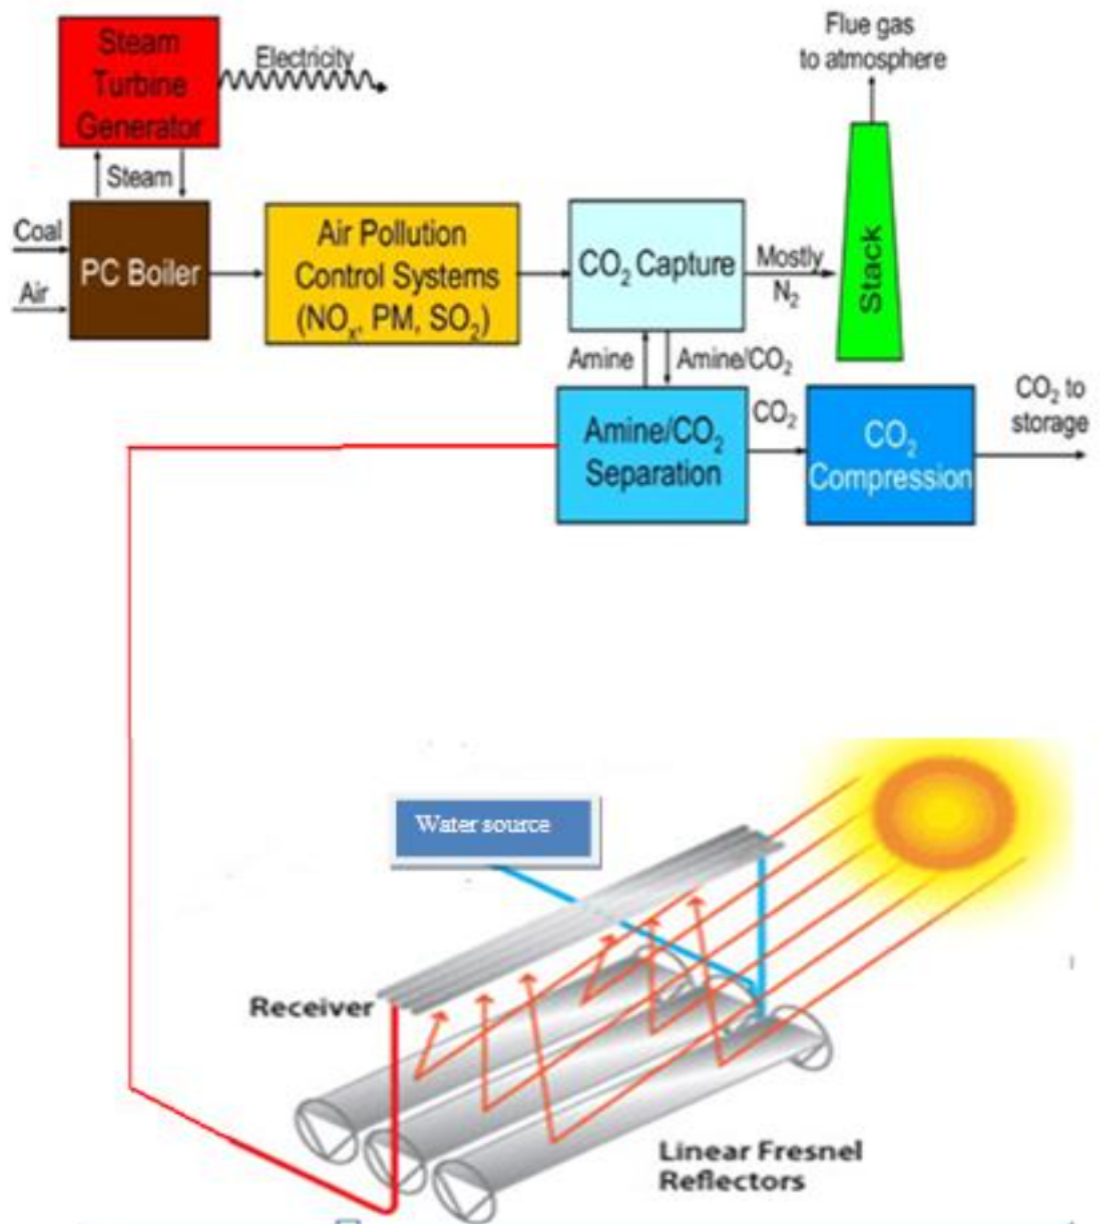 Steam
Turbine
Generator
Electricity
Flue gas
to atmosphere
Steam
Coal
Air
PC Boiler
Air Pollution
Control Systems
(NOₓ, PM, SO₂)
CO₂ Capture
Mostly
N₂
Stack
Amine
Amine/CO₂
Amine/CO₂
Separation
CO₂
CO₂
Compression
CO₂ to
storage
Water source
Receiver
Linear Fresnel
Reflectors